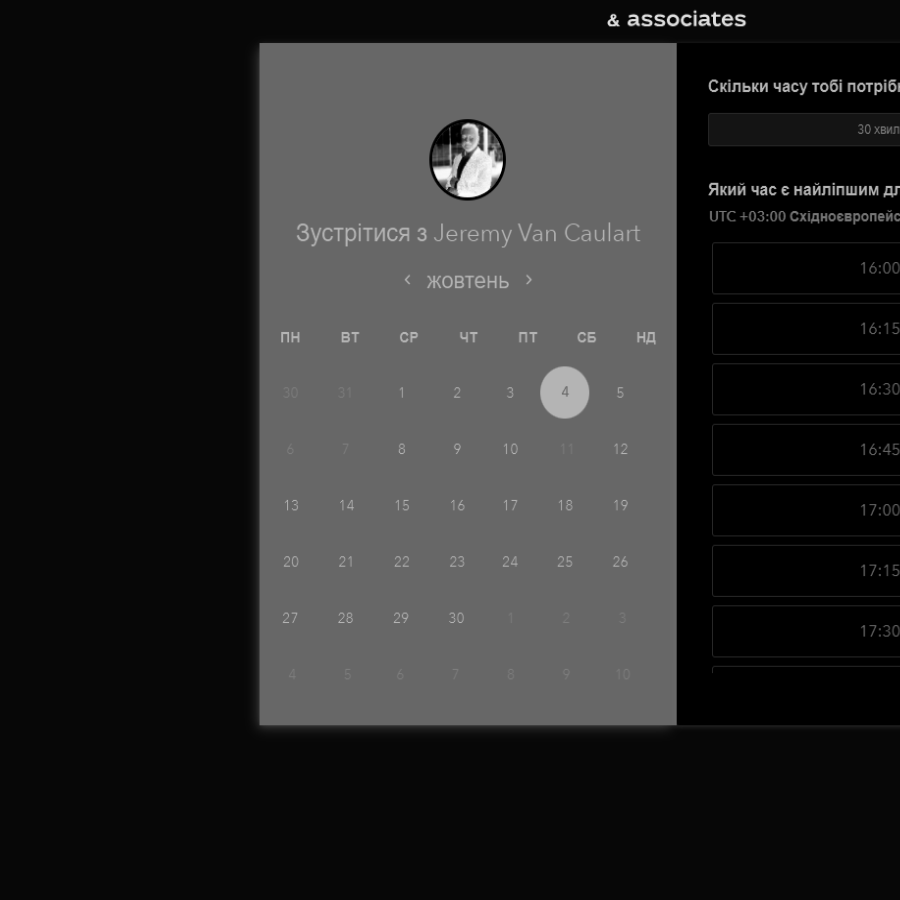 & associates
Зустрітися з Jeremy Van Caulart
жовтень
ПН ВТ СР ЧТ ПТ СБ НД
30 31 1 2 3 4 5
6 7 8 9 10 11 12
13 14 15 16 17 18 19
20 21 22 23 24 25 26
27 28 29 30 1 2 3
4 5 6 7 8 9 10
Скільки часу тобі
30
Який час є найліпшим
UTC +03:00
16:00
16:15
16:30
16:45
17:00
17:15
17:30